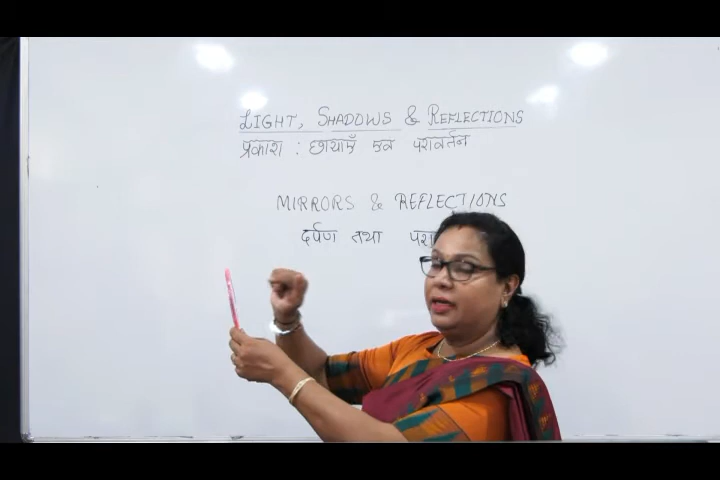 LIGHT, SHADOWS & REFLECTIONS
प्रकाश : छायाएँ एवं परावर्तन
MIRRORS & REFLECTIONS
दर्पण तथा